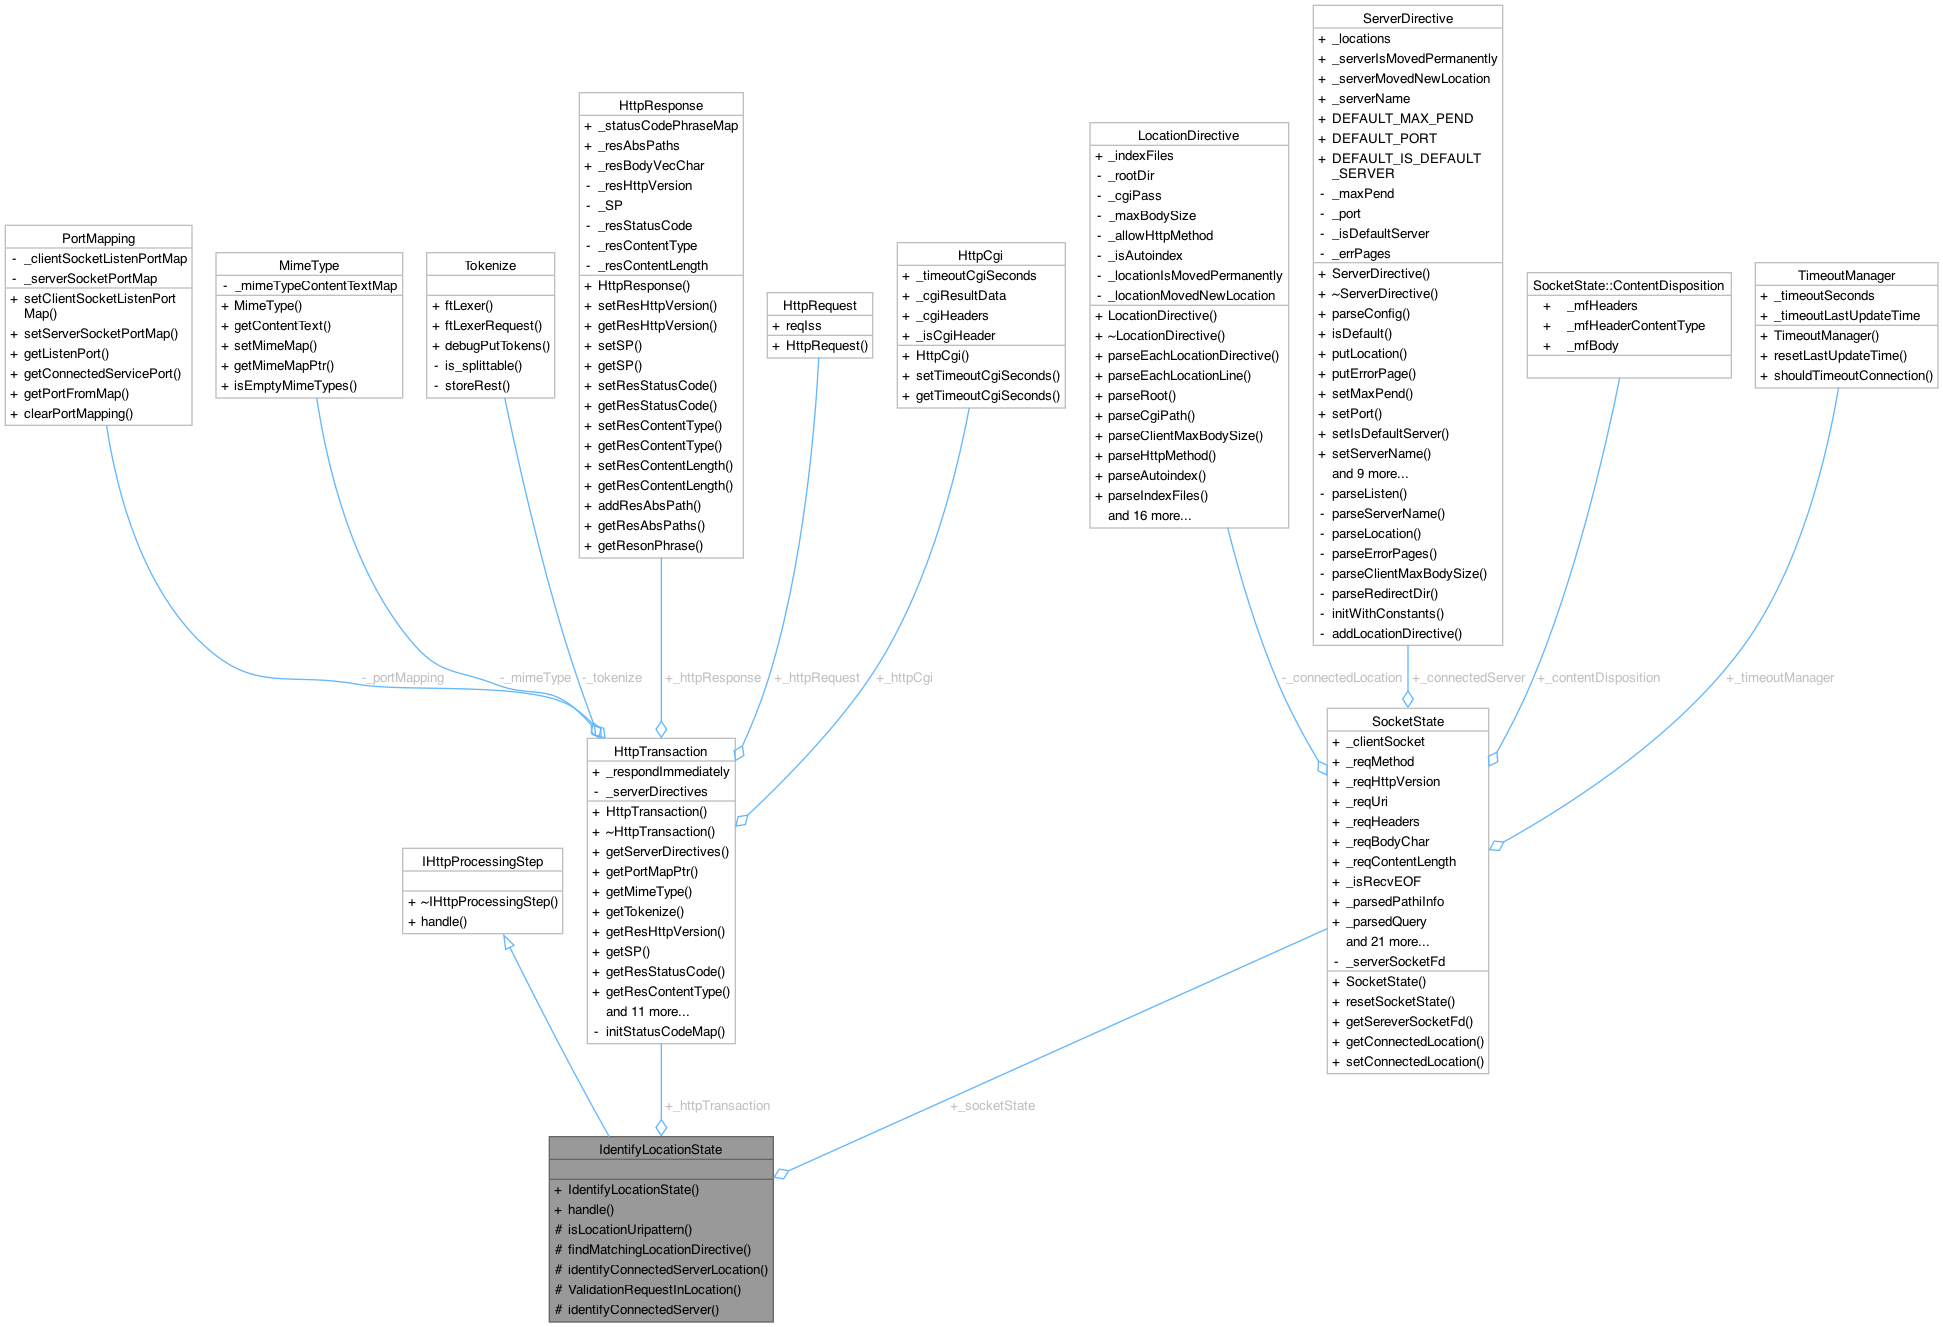 ServerDirective
+ _locations
+ _serverIsMovedPermanently
+ _serverMovedNewLocation
+ _serverName
+ DEFAULT_MAX_PEND
+ DEFAULT_PORT
+ DEFAULT_IS_DEFAULT
_SERVER
- _maxPend
- _port
- _isDefaultServer
- _errPages
+ ServerDirective()
+ ~ServerDirective()
+ parseConfig()
+ isDefault()
+ putLocation()
+ putErrorPage()
+ setMaxPend()
+ setPort()
+ setIsDefaultServer()
+ setServerName()
and 9 more...
- parseListen()
- parseServerName()
- parseLocation()
- parseErrorPages()
- parseClientMaxBodySize()
- parseRedirectDir()
- initWithConstants()
- addLocationDirective()
HttpResponse
+ _statusCodePhraseMap
+ _resAbsPaths
+ _resBodyVecChar
- _resHttpVersion
- _SP
- _resStatusCode
- _resContentType
- _resContentLength
+ HttpResponse()
+ setResHttpVersion()
+ getResHttpVersion()
+ setSP()
+ getSP()
+ setResStatusCode()
+ getResStatusCode()
+ setResContentType()
+ getResContentType()
+ setResContentLength()
+ getResContentLength()
+ addResAbsPath()
+ getResAbsPaths()
+ getResonPhrase()
LocationDirective
+ _indexFiles
- _rootDir
- _cgiPass
- _maxBodySize
- _allowHttpMethod
- _isAutoindex
- _locationIsMovedPermanently
- _locationMovedNewLocation
+ LocationDirective()
+ ~LocationDirective()
+ parseEachLocationDirective()
+ parseEachLocationLine()
+ parseRoot()
+ parseCgiPath()
+ parseClientMaxBodySize()
+ parseHttpMethod()
+ parseAutoindex()
+ parseIndexFiles()
and 16 more...
PortMapping
- _clientSocketListenPortMap
- _serverSocketPortMap
+ setClientSocketListenPort
Map()
+ setServerSocketPortMap()
+ getListenPort()
+ getConnectedServicePort()
+ getPortFromMap()
+ clearPortMapping()
MimeType
- _mimeTypeContentTextMap
+ MimeType()
+ getContentText()
+ setMimeMap()
+ getMimeMapPtr()
+ isEmptyMimeTypes()
Tokenize
+ ftLexer()
+ ftLexerRequest()
+ debugPutTokens()
- is_splittable()
- storeRest()
HttpRequest
+ reqIss
+ HttpRequest()
HttpCgi
+ _timeoutCgiSeconds
+ _cgiResultData
+ _cgiHeaders
+ _isCgiHeader
+ HttpCgi()
+ setTimeoutCgiSeconds()
+ getTimeoutCgiSeconds()
SocketState::ContentDisposition
+ _mfHeaders
+ _mfHeaderContentType
+ _mfBody
TimeoutManager
+ _timeoutSeconds
+ _timeoutLastUpdateTime
+ TimeoutManager()
+ resetLastUpdateTime()
+ shouldTimeoutConnection()
-_portMapping
-_mimeType
-_tokenize
+_httpResponse
+_httpRequest
+_httpCgi
-_connectedLocation
+_connectedServer
+_contentDisposition
+_timeoutManager
HttpTransaction
+ _respondImmediately
- _serverDirectives
+ HttpTransaction()
+ ~HttpTransaction()
+ getServerDirectives()
+ getPortMapPtr()
+ getMimeType()
+ getTokenize()
+ getResHttpVersion()
+ getSP()
+ getResStatusCode()
+ getResContentType()
and 11 more...
- initStatusCodeMap()
SocketState
+ _clientSocket
+ _reqMethod
+ _reqHttpVersion
+ _reqUri
+ _reqHeaders
+ _reqBodyChar
+ _reqContentLength
+ _isRecvEOF
+ _parsedPathiInfo
+ _parsedQuery
and 21 more...
- _serverSocketFd
+ SocketState()
+ resetSocketState()
+ getSereverSocketFd()
+ getConnectedLocation()
+ setConnectedLocation()
IHttpProcessingStep
+ ~IHttpProcessingStep()
+ handle()
+_httpTransaction
+_socketState
IdentifyLocationState
+ IdentifyLocationState()
+ handle()
# isLocationUripattern()
# findMatchingLocationDirective()
# identifyConnectedServerLocation()
# ValidationRequestInLocation()
# identifyConnectedServer()